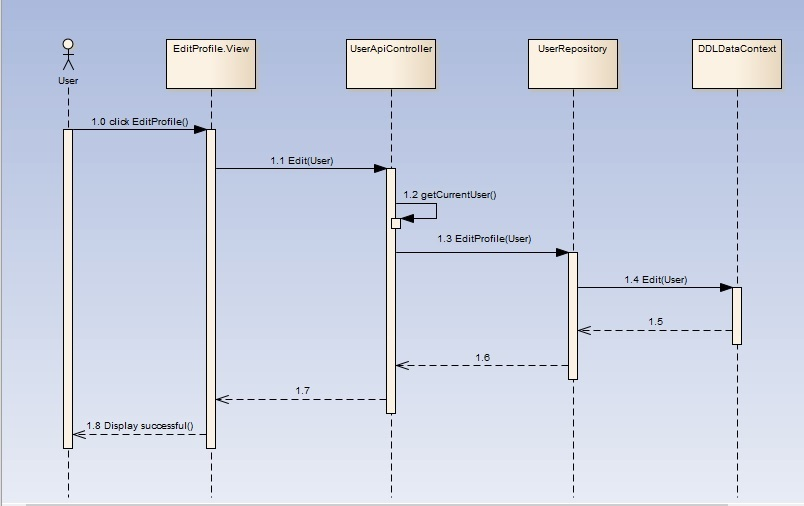 EditProfile.View
UserApiController
UserRepository
DDLDataContext
User
1.0 click EditProfile()
1.1 Edit(User)
1.2 getCurrentUser()
1.3 EditProfile(User)
1.4 Edit(User)
1.5
1.6
1.7
1.8 Display successful()